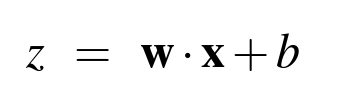 z = w · x + b